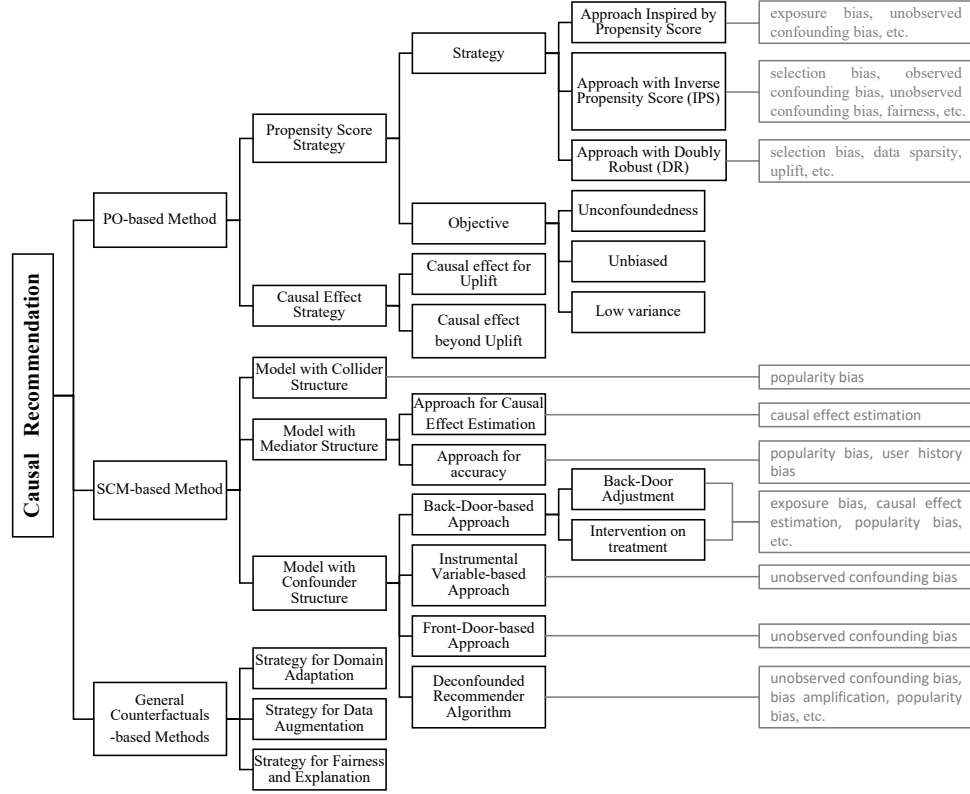 Causal Recommendation
PO-based Method
Propensity Score
Strategy
Strategy
Approach Inspired by
Propensity Score
exposure bias, unobserved
confounding bias, etc.
Approach with Inverse
Propensity Score (IPS)
selection bias, observed
confounding bias, unobserved
confounding bias, fairness, etc.
Approach with Doubly
Robust (DR)
selection bias, data sparsity,
uplift, etc.
Objective
Unconfoundedness
Unbiased
Low variance
Causal Effect
Strategy
Causal effect for
Uplift
Causal effect
beyond Uplift
SCM-based Method
Model with Collider
Structure
popularity bias
Model with
Mediator Structure
Approach for Causal
Effect Estimation
causal effect estimation
Approach for
accuracy
popularity bias, user history
bias
Model with
Confounder
Structure
Back-Door-based
Approach
Back-Door
Adjustment
Intervention on
treatment
exposure bias, causal effect
estimation, popularity bias,
etc.
Instrumental
Variable-based
Approach
unobserved confounding bias
Front-Door-based
Approach
unobserved confounding bias
Deconfounded
Recommender
Algorithm
unobserved confounding bias,
bias amplification, popularity
bias, etc.
General
Counterfactuals
-based Methods
Strategy for Domain
Adaptation
Strategy for Data
Augmentation
Strategy for Fairness
and Explanation